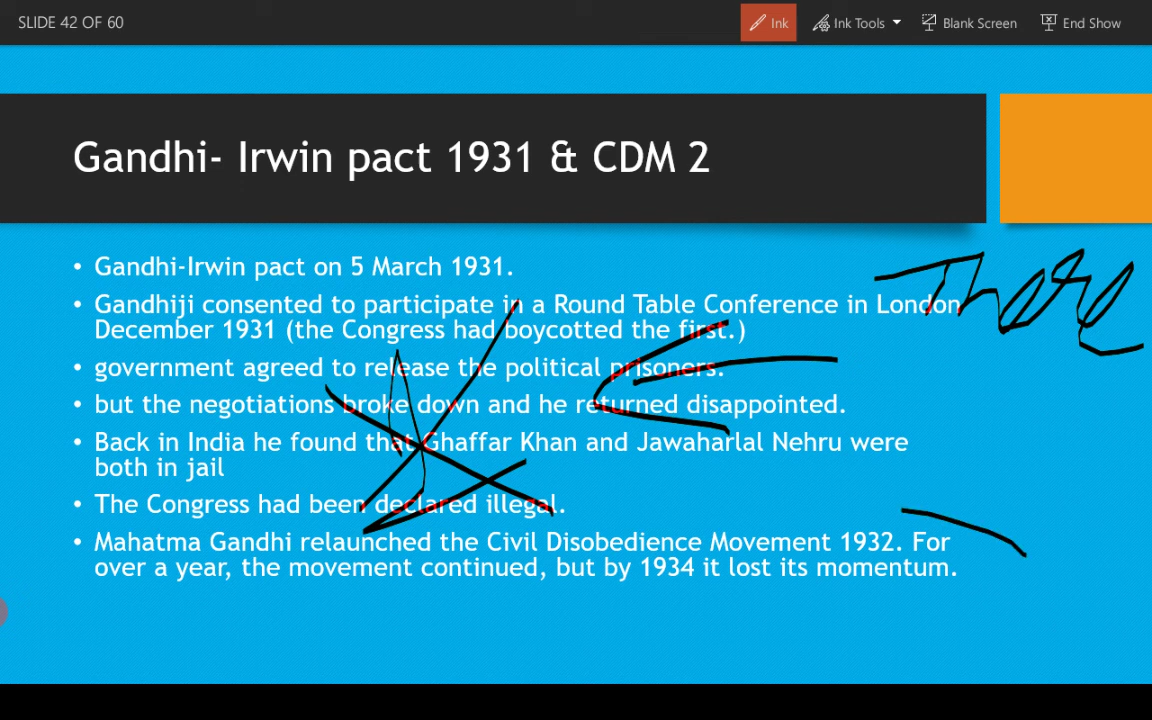 SLIDE 42 OF 60
Ink
Ink Tools
Blank Screen
End Show
Gandhi- Irwin pact 1931 & CDM 2
• Gandhi-Irwin pact on 5 March 1931.
• Gandhiji consented to participate in a Round Table Conference in London
December 1931 (the Congress had boycotted the first.)
• government agreed to release the political prisoners.
• but the negotiations broke down and he returned disappointed.
• Back in India he found that Ghaffar Khan and Jawaharlal Nehru were
both in jail
• The Congress had been declared illegal.
• Mahatma Gandhi relaunched the Civil Disobedience Movement 1932. For
over a year, the movement continued, but by 1934 it lost its momentum.